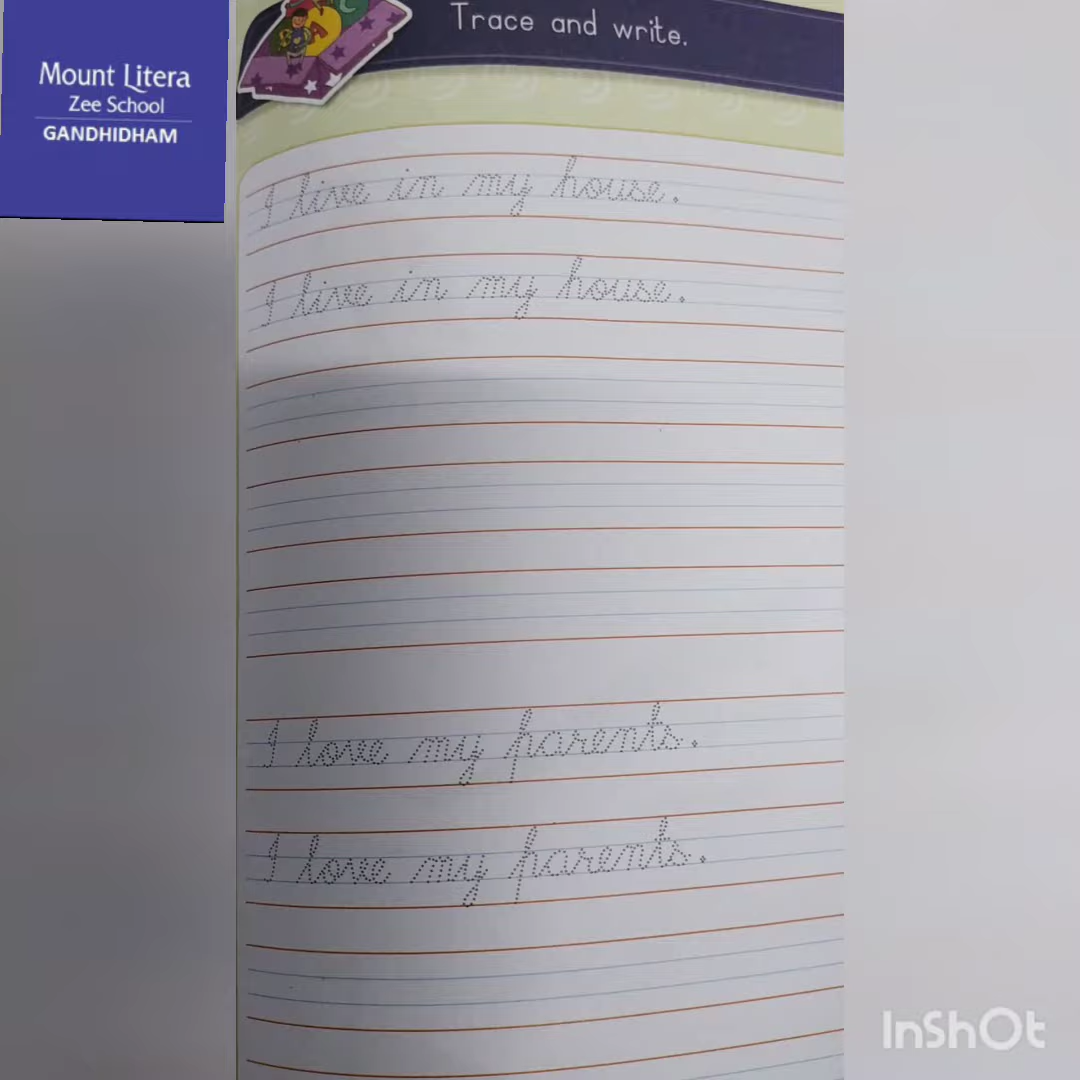 Mount Litera
Zee School
GANDHIDHAM
Trace and write.
I live in my house.
I live in my house.
I love my parents.
I love my parents.
InShOt